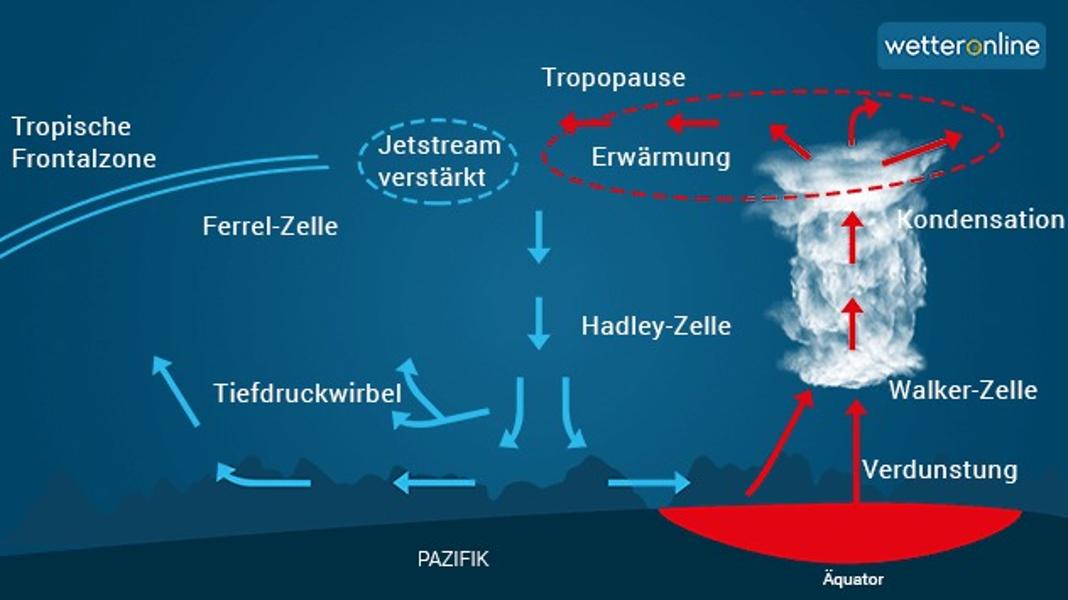 wetteronline
Tropopause
Tropische
Frontalzone
Jetstream
verstärkt
Erwärmung
Kondensation
Ferrel-Zelle
Hadley-Zelle
Tiefdruckwirbel
Walker-Zelle
Verdunstung
PAZIFIK
Äquator